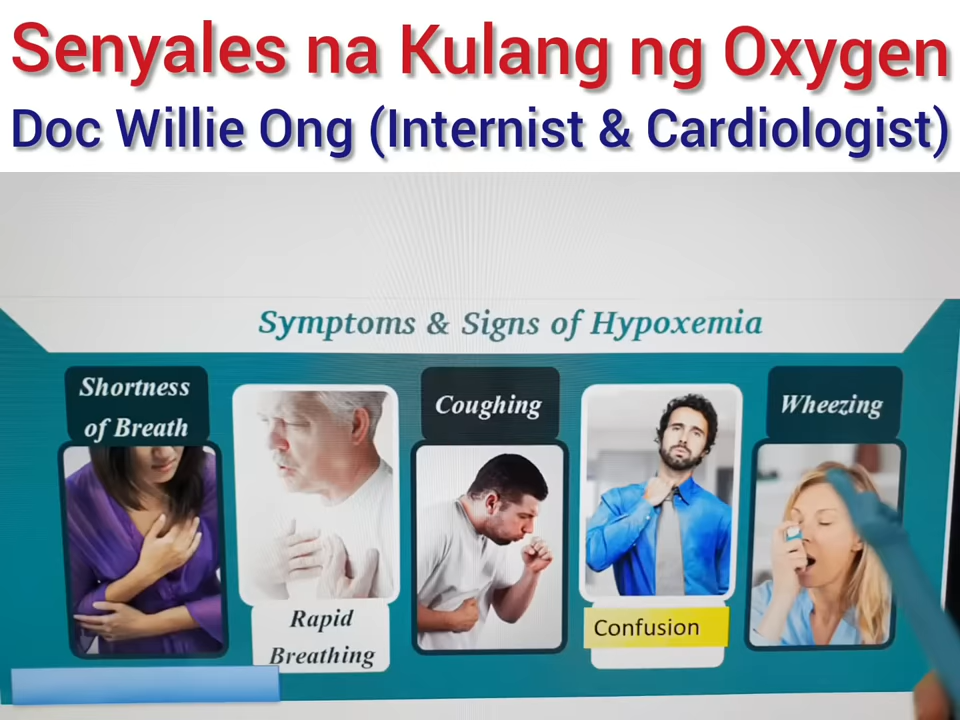 Senyales na Kulang ng Oxygen
Doc Willie Ong (Internist & Cardiologist)
Symptoms & Signs of Hypoxemia
Shortness
of Breath
Rapid
Breathing
Coughing
Confusion
Wheezing